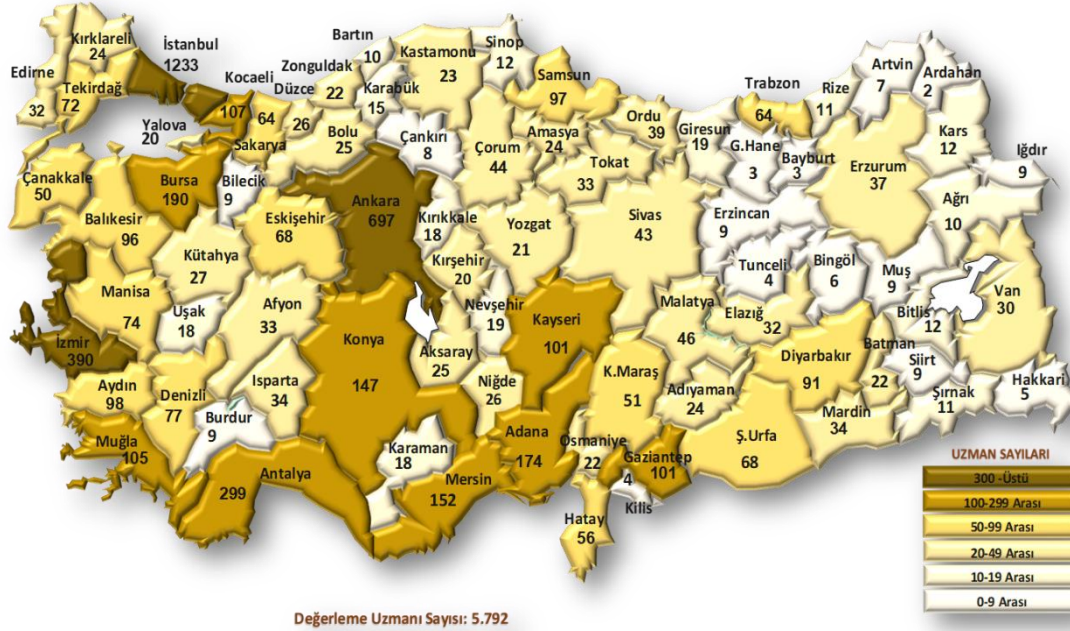 Kırklareli
24
İstanbul
1233
Edirne
32
Tekirdağ
72
Kocaeli
107
Yalova
20
Sakarya
64
Düzce
26
Zonguldak
22
Bartın
10
Karabük
15
Kastamonu
23
Sinop
12
Samsun
97
Bolu
25
Çankırı
8
Çorum
44
Amasya
24
Ordu
39
Tokat
33
Giresun
19
Trabzon
64
Rize
11
Artvin
7
Ardahan
2
G.Hane
3
Bayburt
3
Erzurum
37
Kars
12
Iğdır
9
Ağrı
10
Çanakkale
50
Bursa
190
Bilecik
9
Balıkesir
96
Eskişehir
68
Ankara
697
Kırıkkale
18
Kırşehir
20
Yozgat
21
Sivas
43
Erzincan
9
Tunceli
4
Bingöl
6
Muş
9
Bitlis
12
Van
30
Kütahya
27
Manisa
74
Uşak
18
Afyon
33
İzmir
390
Aydın
98
Denizli
77
Isparta
34
Burdur
9
Muğla
105
Antalya
299
Konya
147
Aksaray
25
Nevşehir
19
Niğde
26
Kayseri
101
Karaman
18
Mersin
152
Adana
174
Osmaniye
22
K.Maraş
51
Malatya
46
Elazığ
32
Adıyaman
24
Gaziantep
101
4
Kilis
Hatay
56
Ş.Urfa
68
Diyarbakır
91
Batman
22
Mardin
34
Siirt
9
Şırnak
11
Hakkari
5
UZMAN SAYILARI
300 -Üstü
100-299 Arası
50-99 Arası
20-49 Arası
10-19 Arası
0-9 Arası
Değerleme Uzmanı Sayısı: 5.792